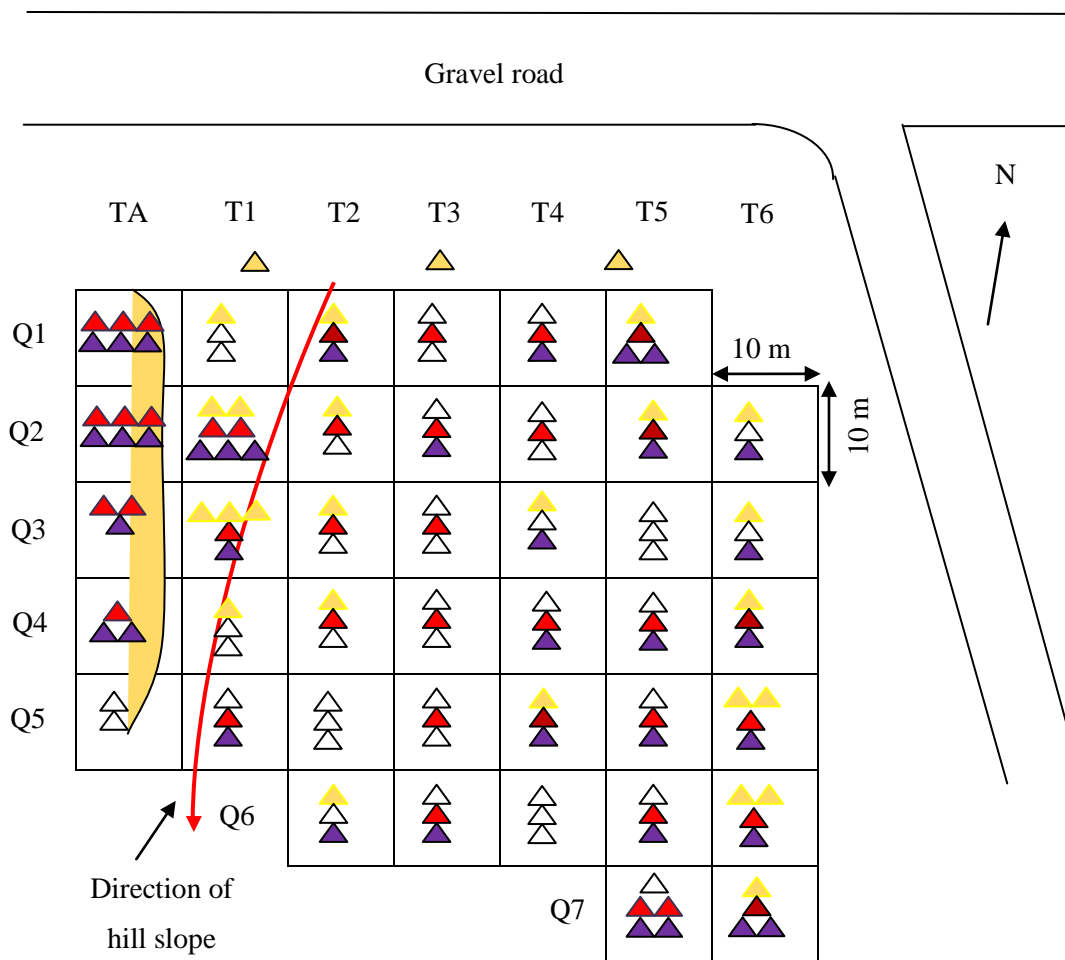 Gravel road
N
TA T1 T2 T3 T4 T5 T6
Q1
10 m
Q2
10 m
Q3
Q4
Q5
Q6
Direction of
hill slope
Q7